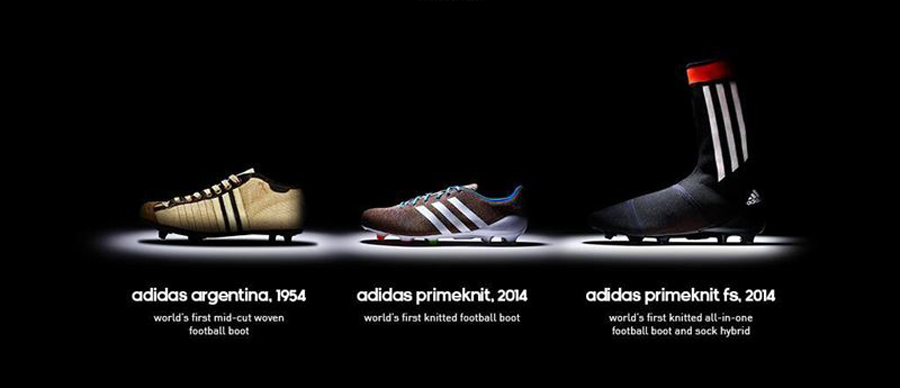 adidas argentina, 1954
world's first mid-cut woven
football boot
adidas primeknit, 2014
world's first knitted football boot
adidas
adidas primeknit fs, 2014
world's first knitted all-in-one
football boot and sock hybrid